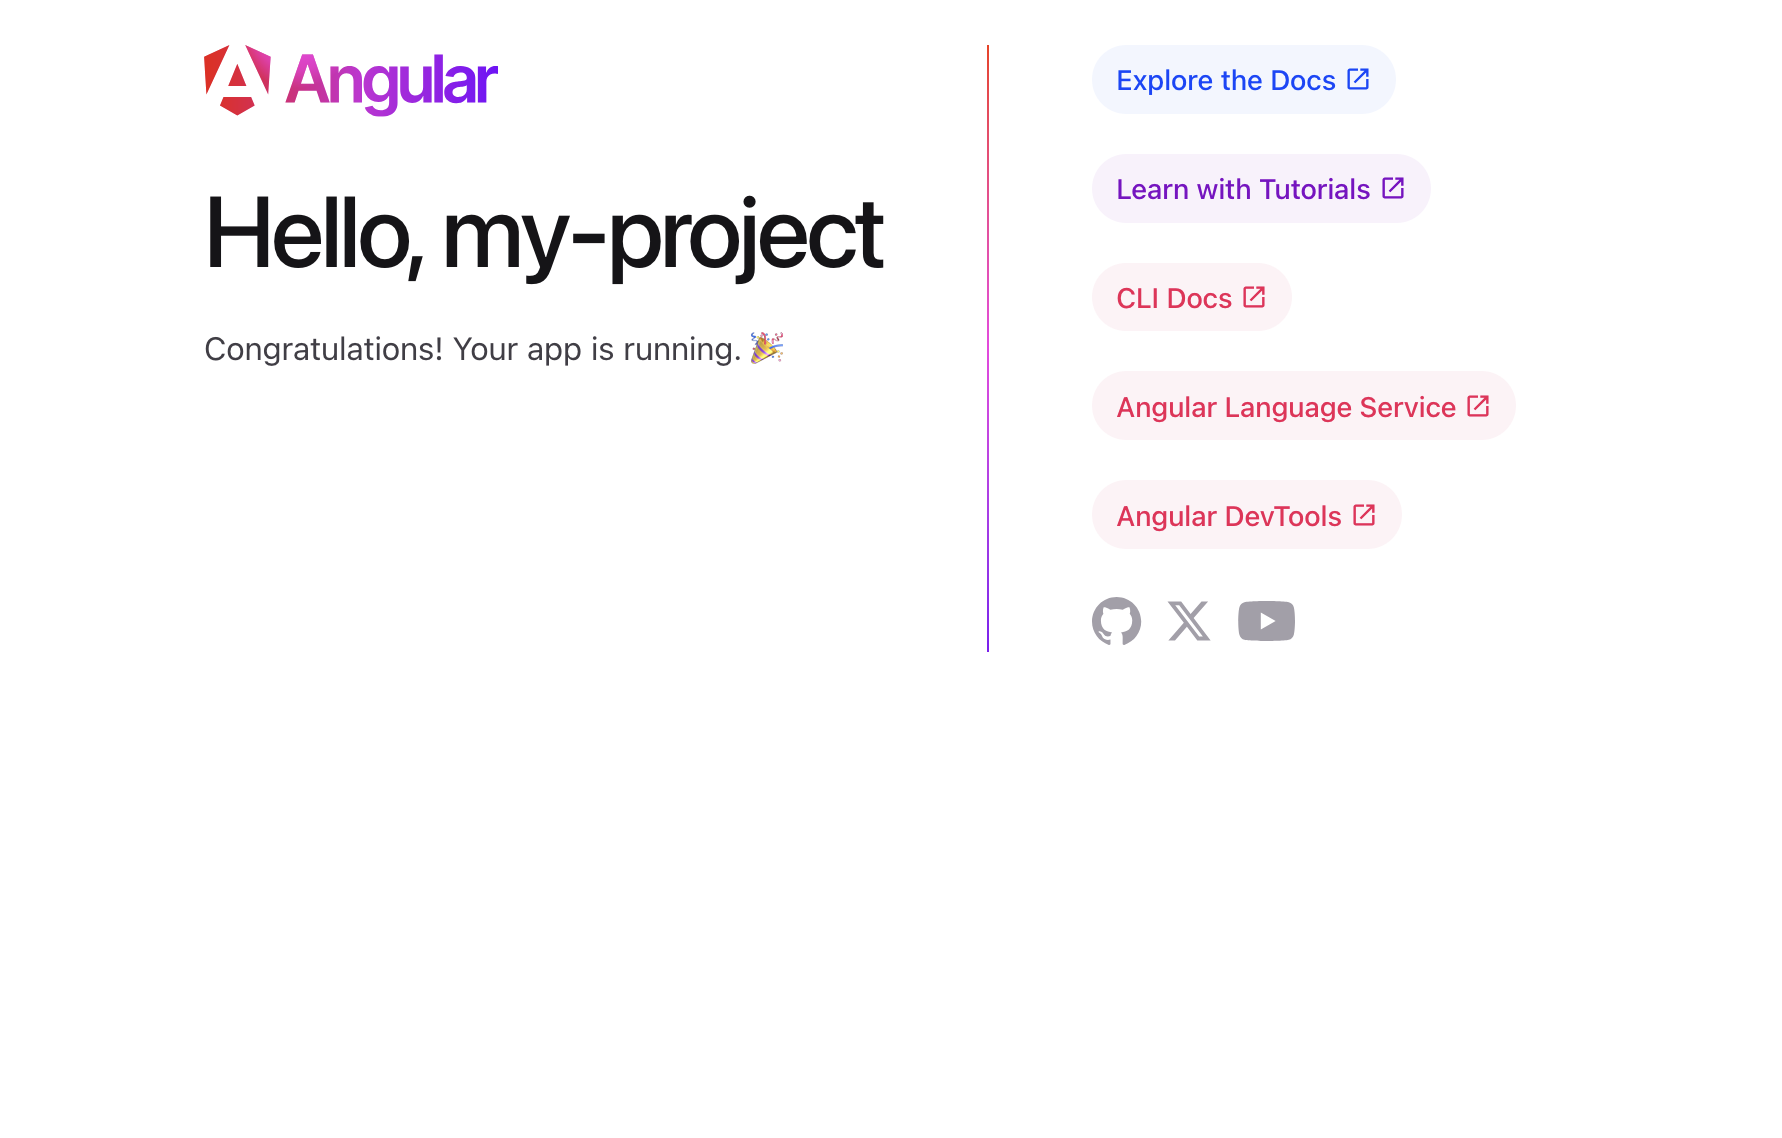 Angular
Hello, my-project
Congratulations! Your app is running. 🎉
Explore the Docs
Learn with Tutorials
CLI Docs
Angular Language Service
Angular DevTools